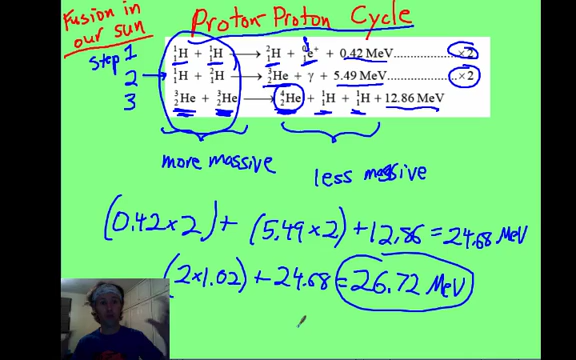 Fusion in our sun
Proton Proton Cycle
Step 1
¹₁H + ¹₁H → ²₁H + ⁰₁e⁺ + 0.42 MeV....................×2
2 → ¹₁H + ²₁H → ³₂He + γ + 5.49 MeV....................×2
3 ³₂He + ³₂He → ⁴₂He + ¹₁H + ¹₁H + 12.86 MeV
more massive
less massive
(0.42×2) + (5.49×2) + 12.86 = 24.68 MeV
(2×1.02) + 24.68 = 26.72 MeV